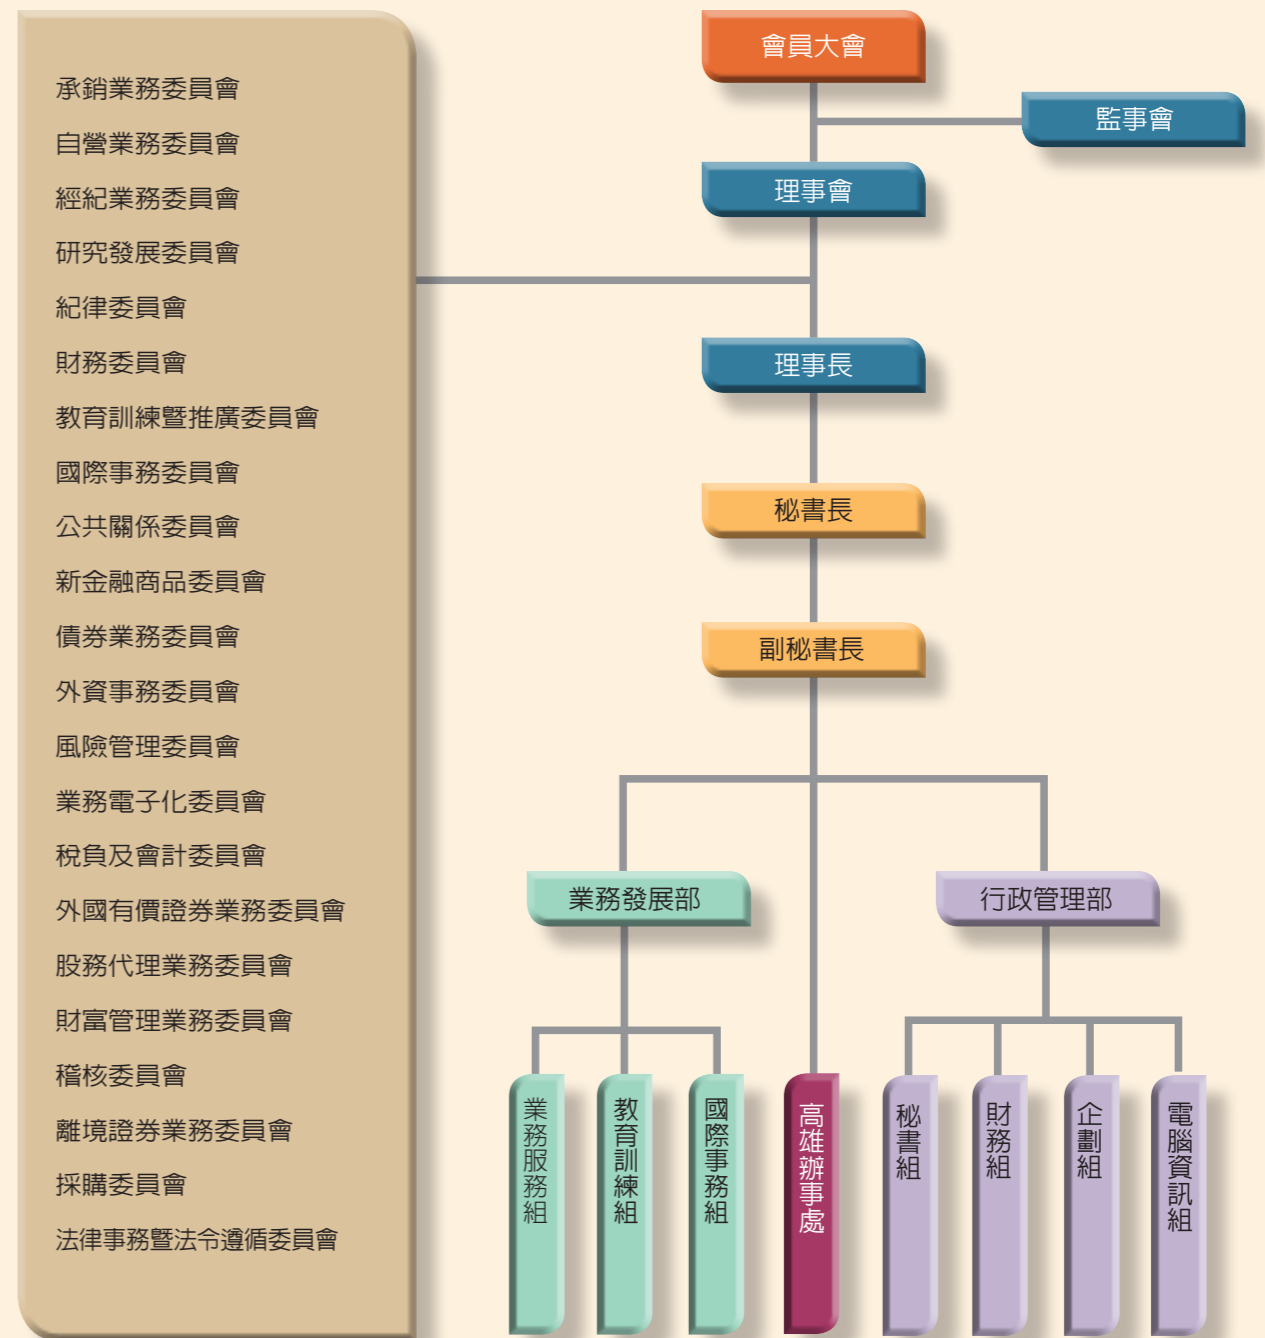 承銷業務委員會
自營業務委員會
經紀業務委員會
研究發展委員會
紀律委員會
財務委員會
教育訓練暨推廣委員會
國際事務委員會
公共關係委員會
新金融商品委員會
債券業務委員會
外資事務委員會
風險管理委員會
業務電子化委員會
稅負及會計委員會
外國有價證券業務委員會
股務代理業務委員會
財富管理業務委員會
稽核委員會
離境證券業務委員會
採購委員會
法律事務暨法令遵循委員會
會員大會
監事會
理事會
理事長
秘書長
副秘書長
業務發展部
行政管理部
業務服務組
教育訓練組
國際事務組
高雄辦事處
秘書組
財務組
企劃組
電腦資訊組